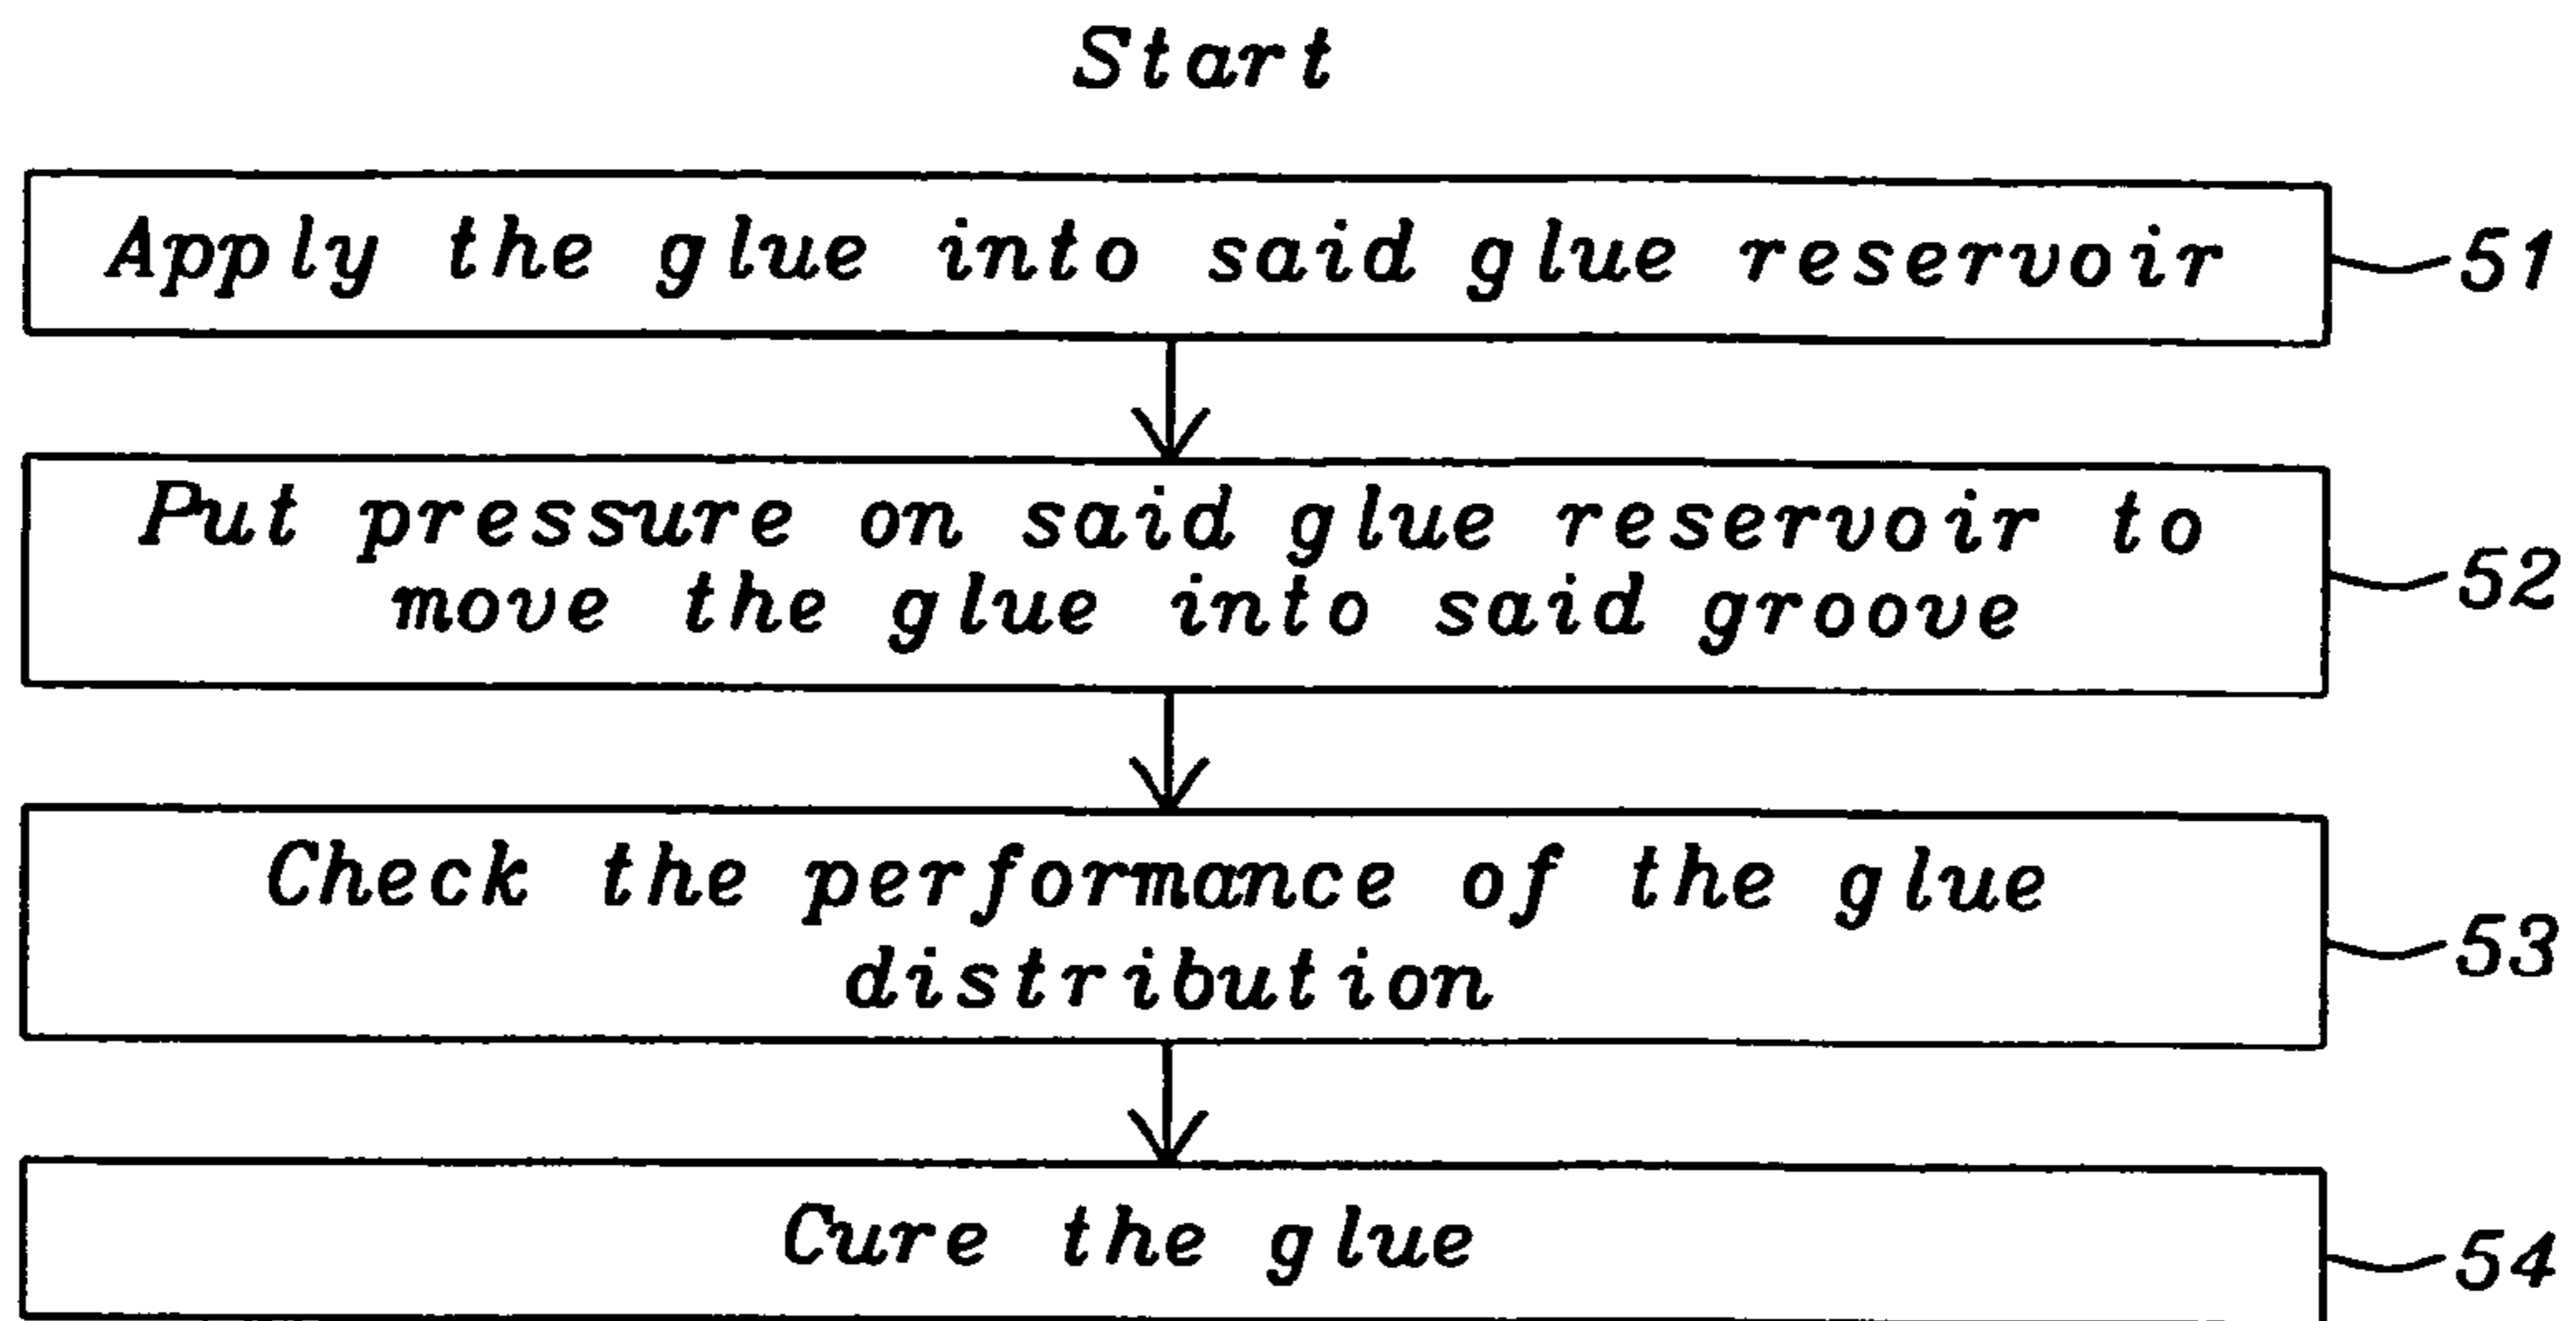 Start
Apply the glue into said glue reservoir
51
Put pressure on said glue reservoir to
move the glue into said groove
52
Check the performance of the glue
distribution
53
Cure the glue
54